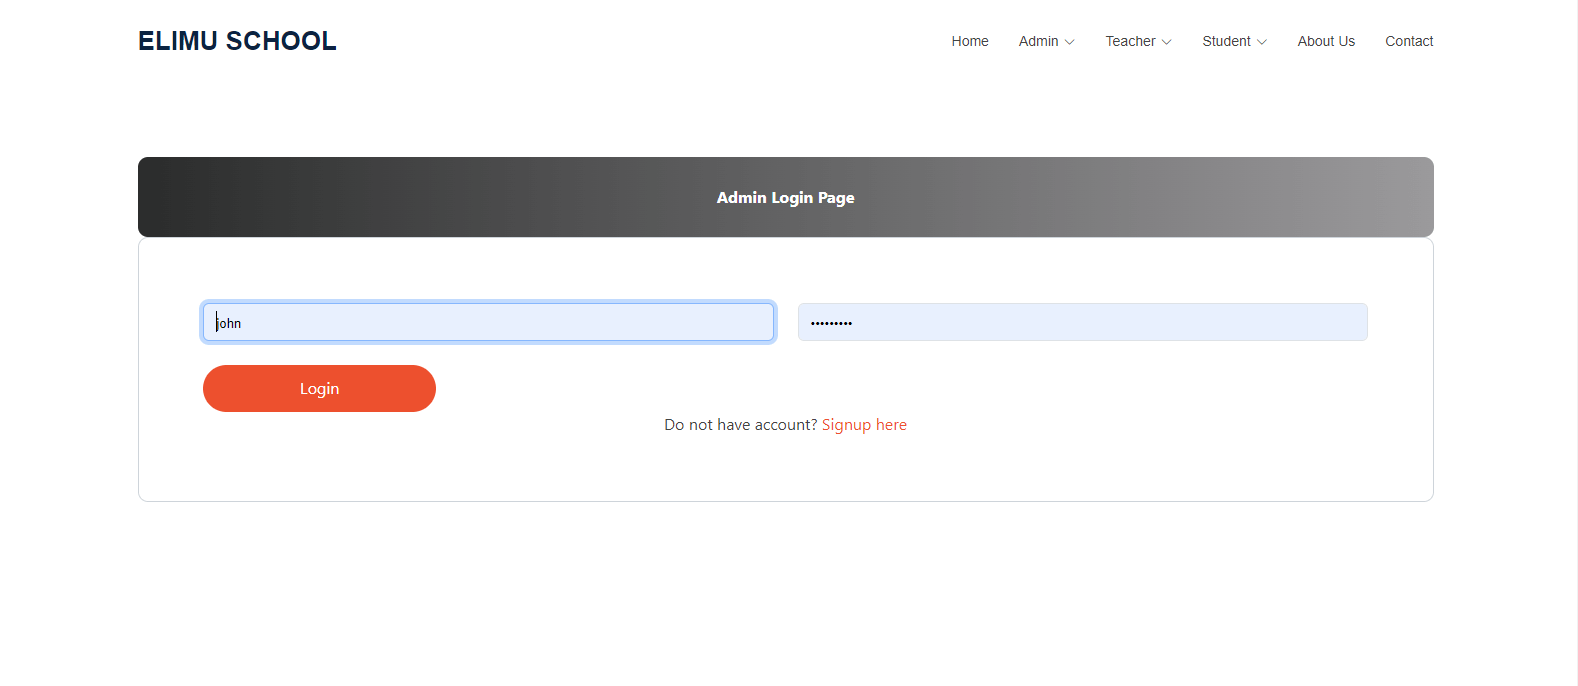 ELIMU SCHOOL
Home Admin Teacher Student About Us Contact
Admin Login Page
john •••••••••
Login
Do not have account? Signup here